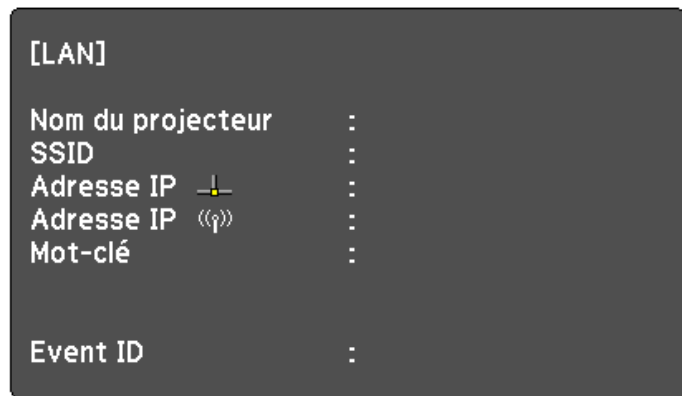 [LAN]
Nom du projecteur :
SSID :
Adresse IP :
Adresse IP :
Mot-clé :
Event ID :